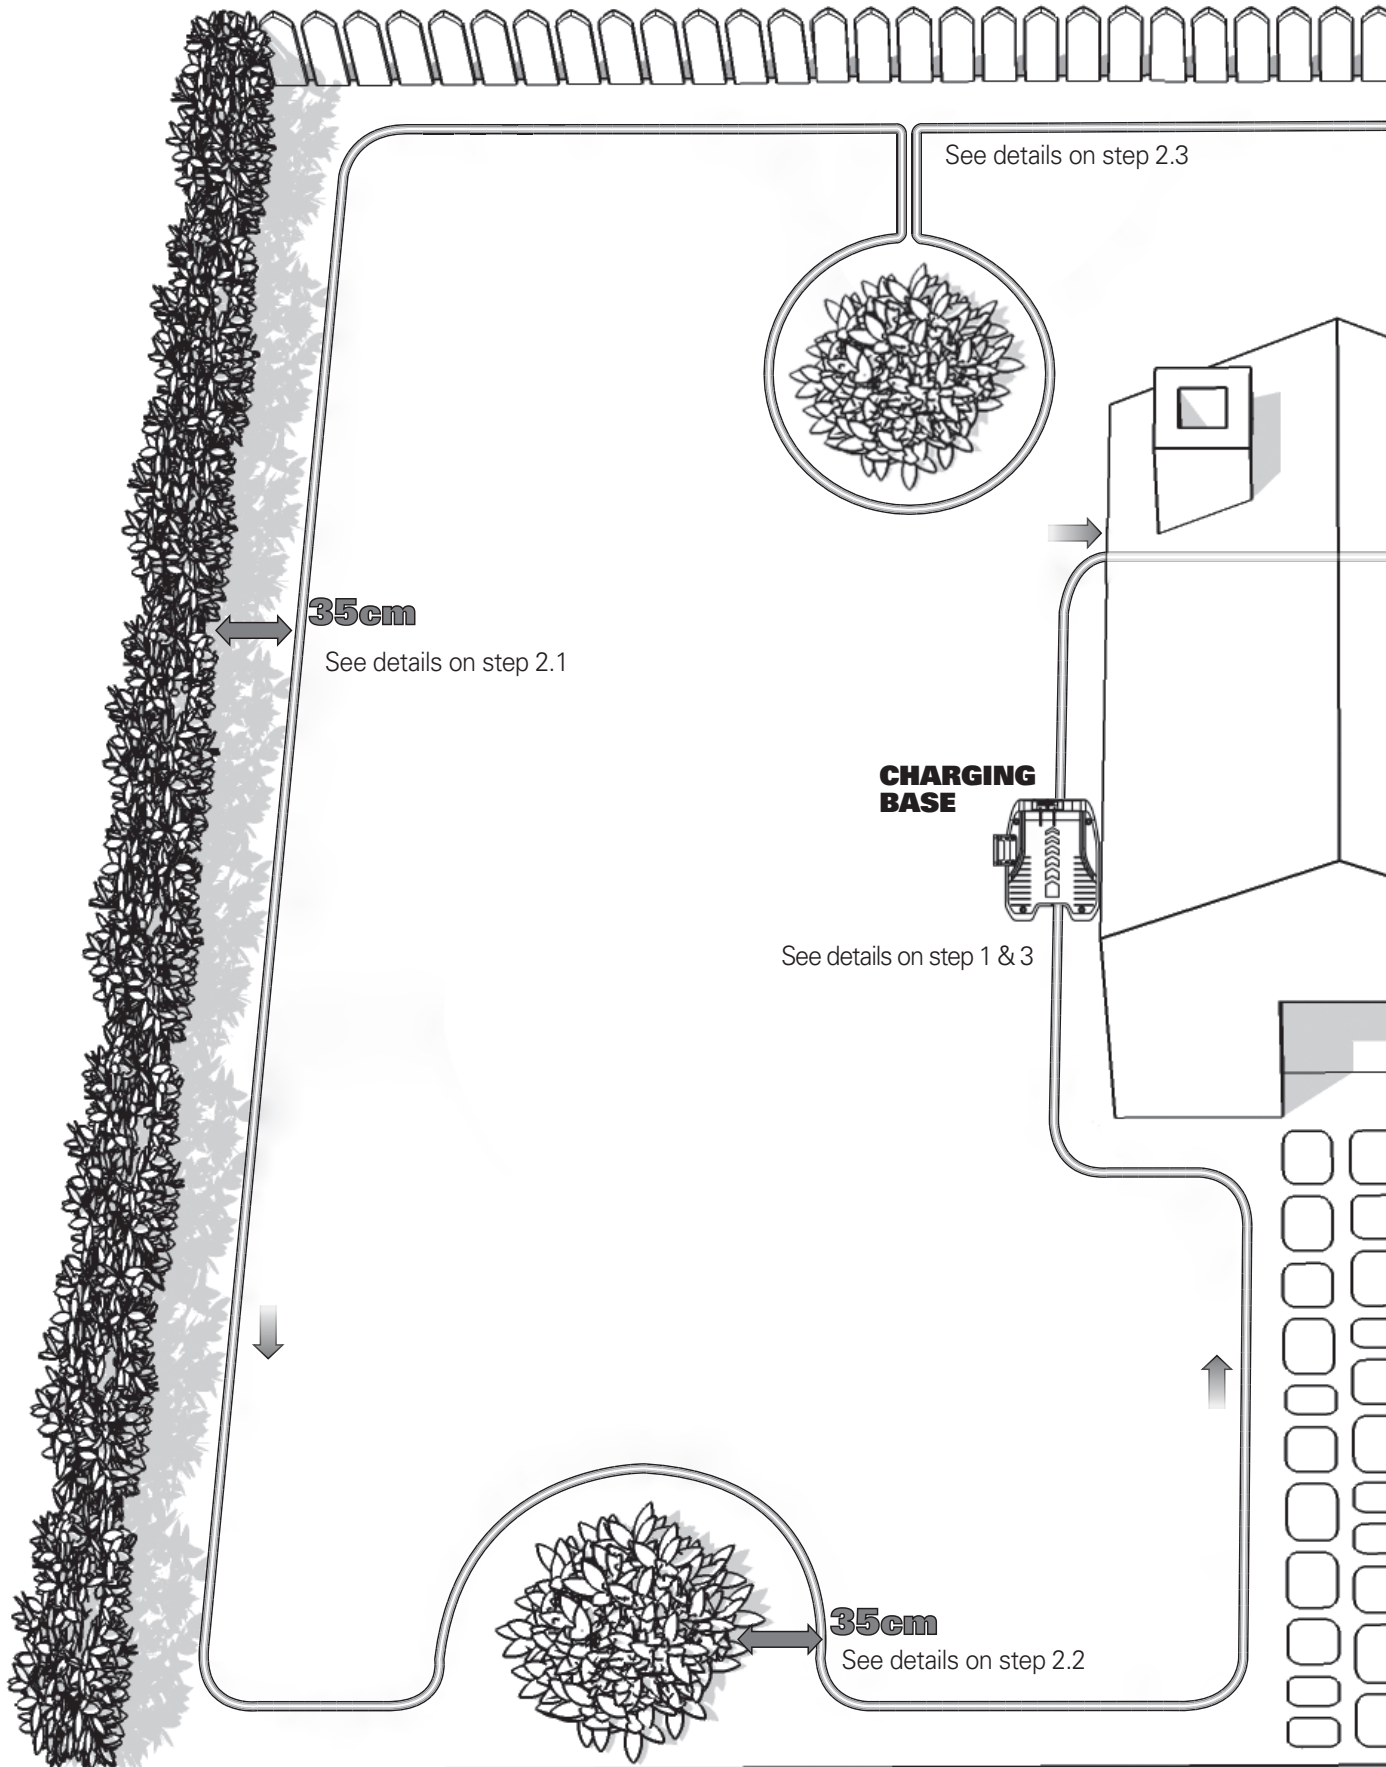 See details on step 2.3
35cm
See details on step 2.1
CHARGING
BASE
See details on step 1 & 3
35cm
See details on step 2.2